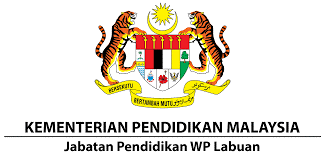 BERSEKUTU
BERTAMBAH MUTU
KEMENTERIAN PENDIDIKAN MALAYSIA
Jabatan Pendidikan WP Labuan